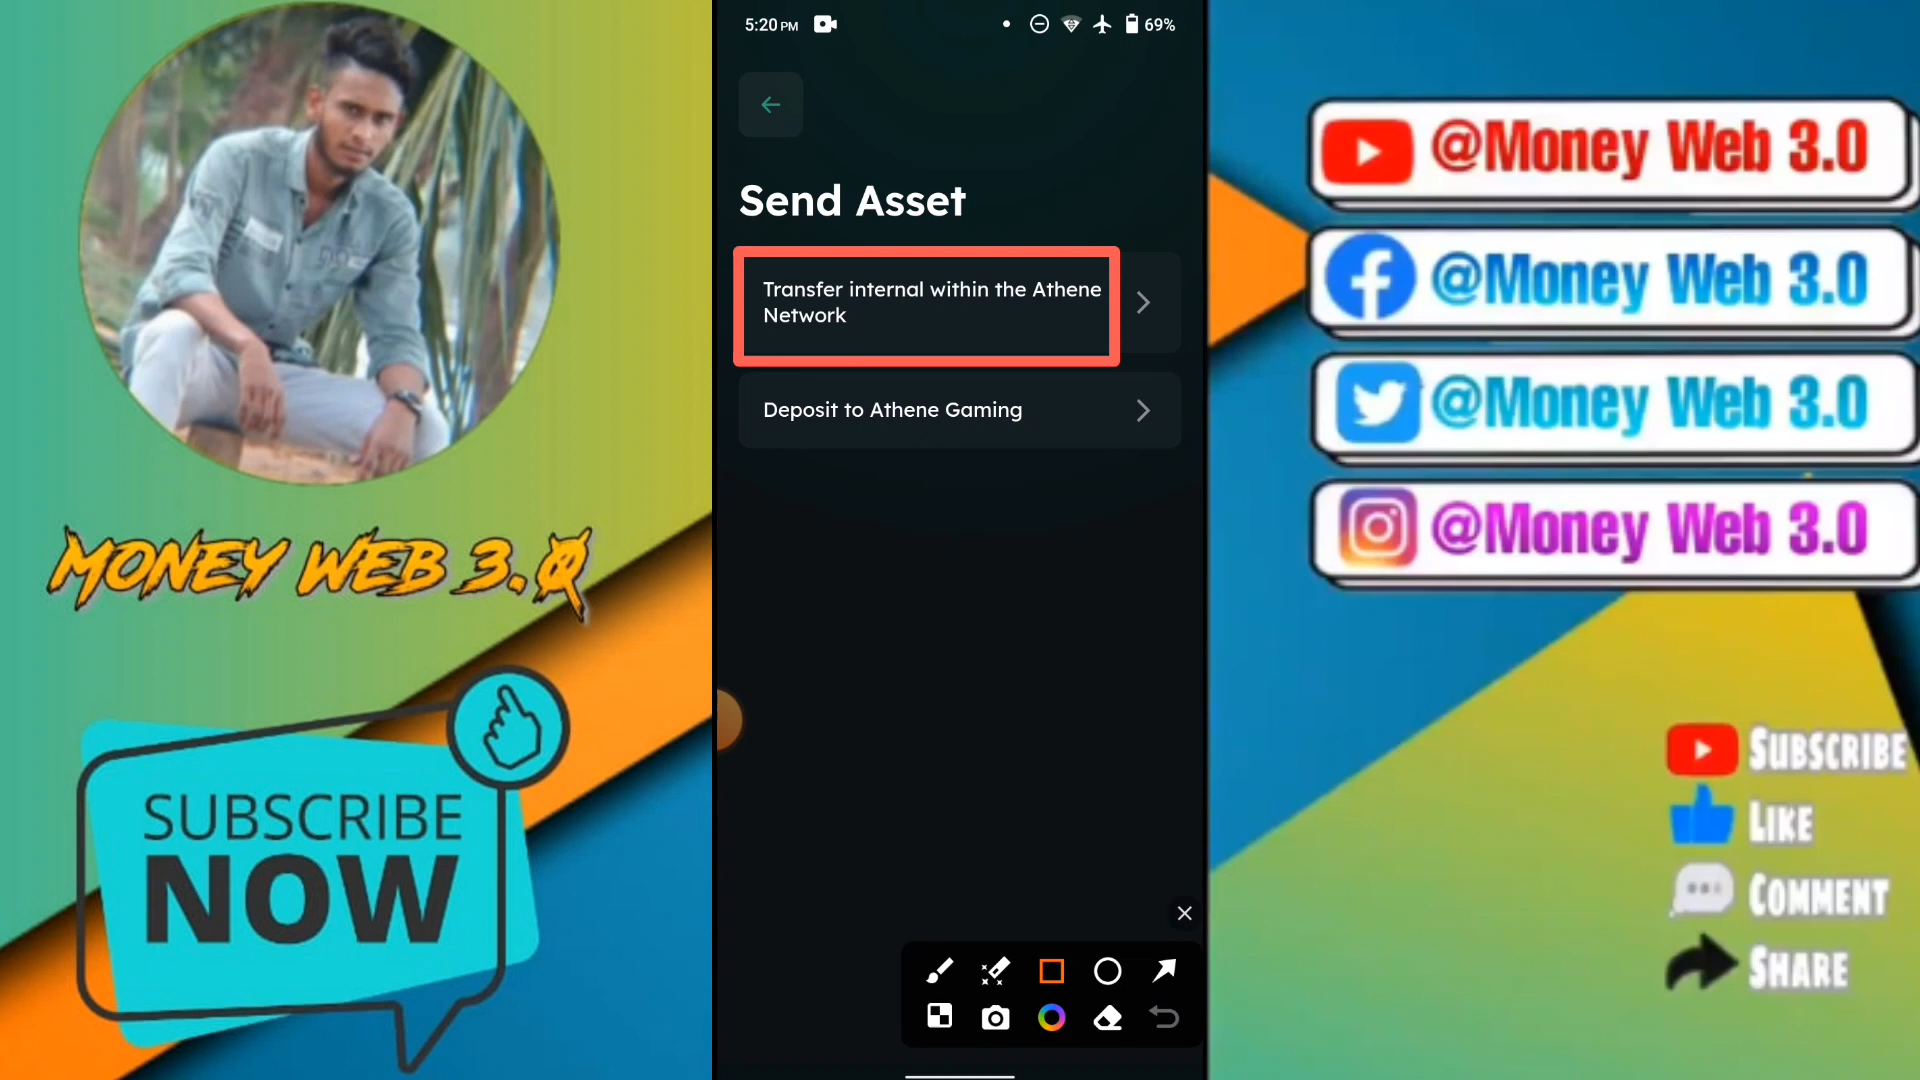 MONEY WEB 3.0
SUBSCRIBE
NOW
5:20 PM
69%
Send Asset
Transfer internal within the Athene
Network
Deposit to Athene Gaming
@Money Web 3.0
@Money Web 3.0
@Money Web 3.0
@Money Web 3.0
SUBSCRIBE
LIKE
COMMENT
SHARE